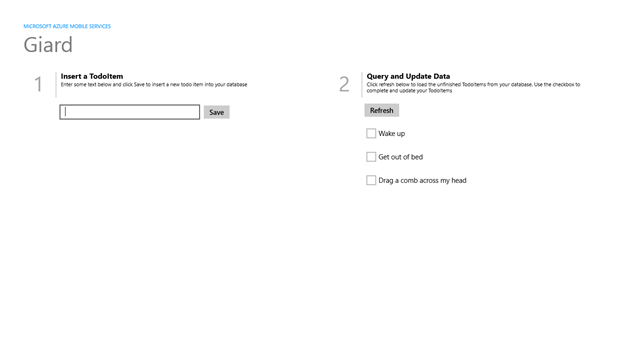 MICROSOFT AZURE MOBILE SERVICES
Giard
1
Insert a TodoItem
Enter some text below and click Save to insert a new todo item into your database
Save
2
Query and Update Data
Click refresh below to load the unfinished TodoItems from your database. Use the checkbox to
complete and update your TodoItems
Refresh
Wake up
Get out of bed
Drag a comb across my head